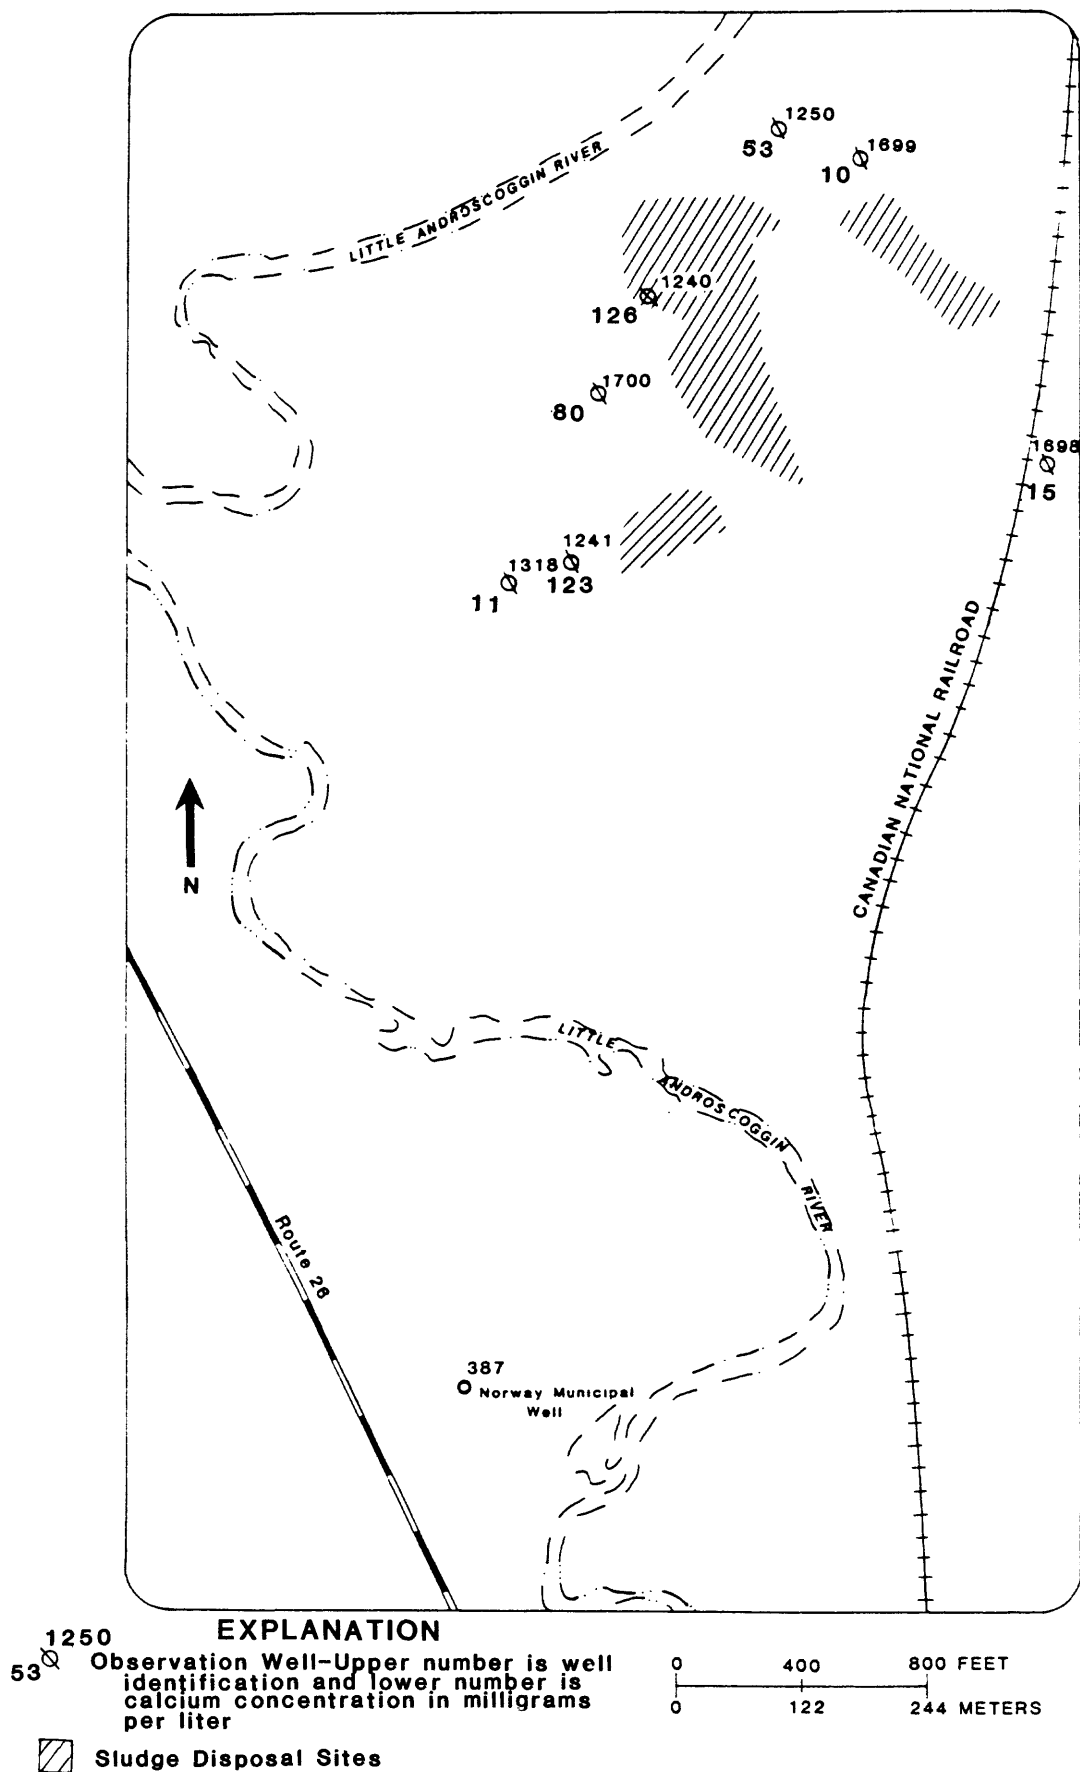 1250
53
1699
10
LITTLE ANDROSCOGGIN RIVER
1240
126
1700
80
1698
15
1241
123
1318
11
CANADIAN NATIONAL RAILROAD
N
LITTLE
ANDROSCOGGIN
RIVER
Route 26
387
Norway Municipal
Well
EXPLANATION
1250
53
Observation Well-Upper number is well
identification and lower number is
calcium concentration in milligrams
per liter
Sludge Disposal Sites
0 400 800 FEET
0 122 244 METERS